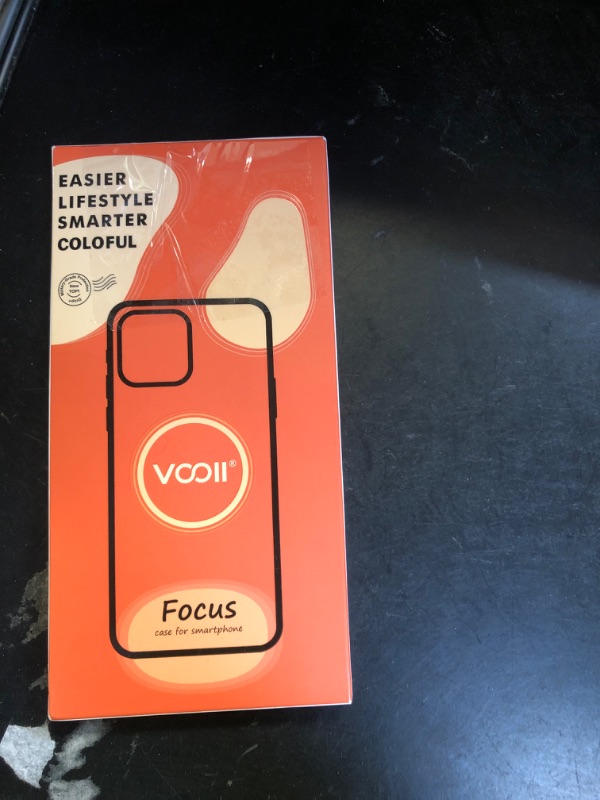 EASIER
LIFESTYLE
SMARTER
COLOFUL
VOOII®
Focus
case for smartphone